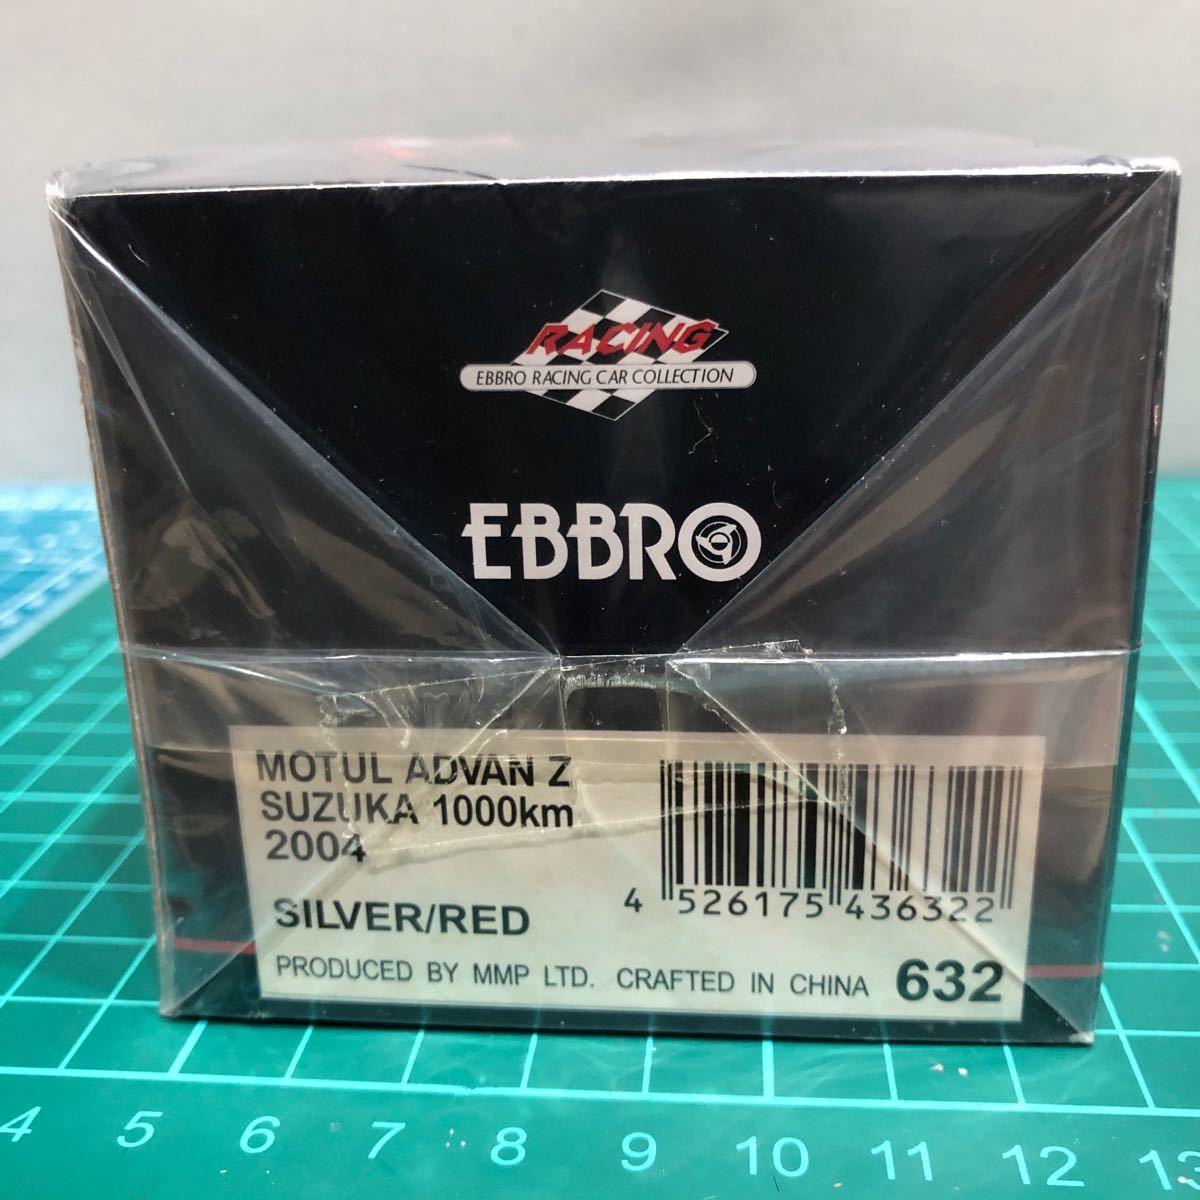 RACING
EBBRO RACING CAR COLLECTION
EBBRO
MOTUL ADVAN Z
SUZUKA 1000km
2004
SILVER/RED
4 526175 436322
PRODUCED BY MMP LTD. CRAFTED IN CHINA 632
4 5 6 7 8 9 10 11 12 13